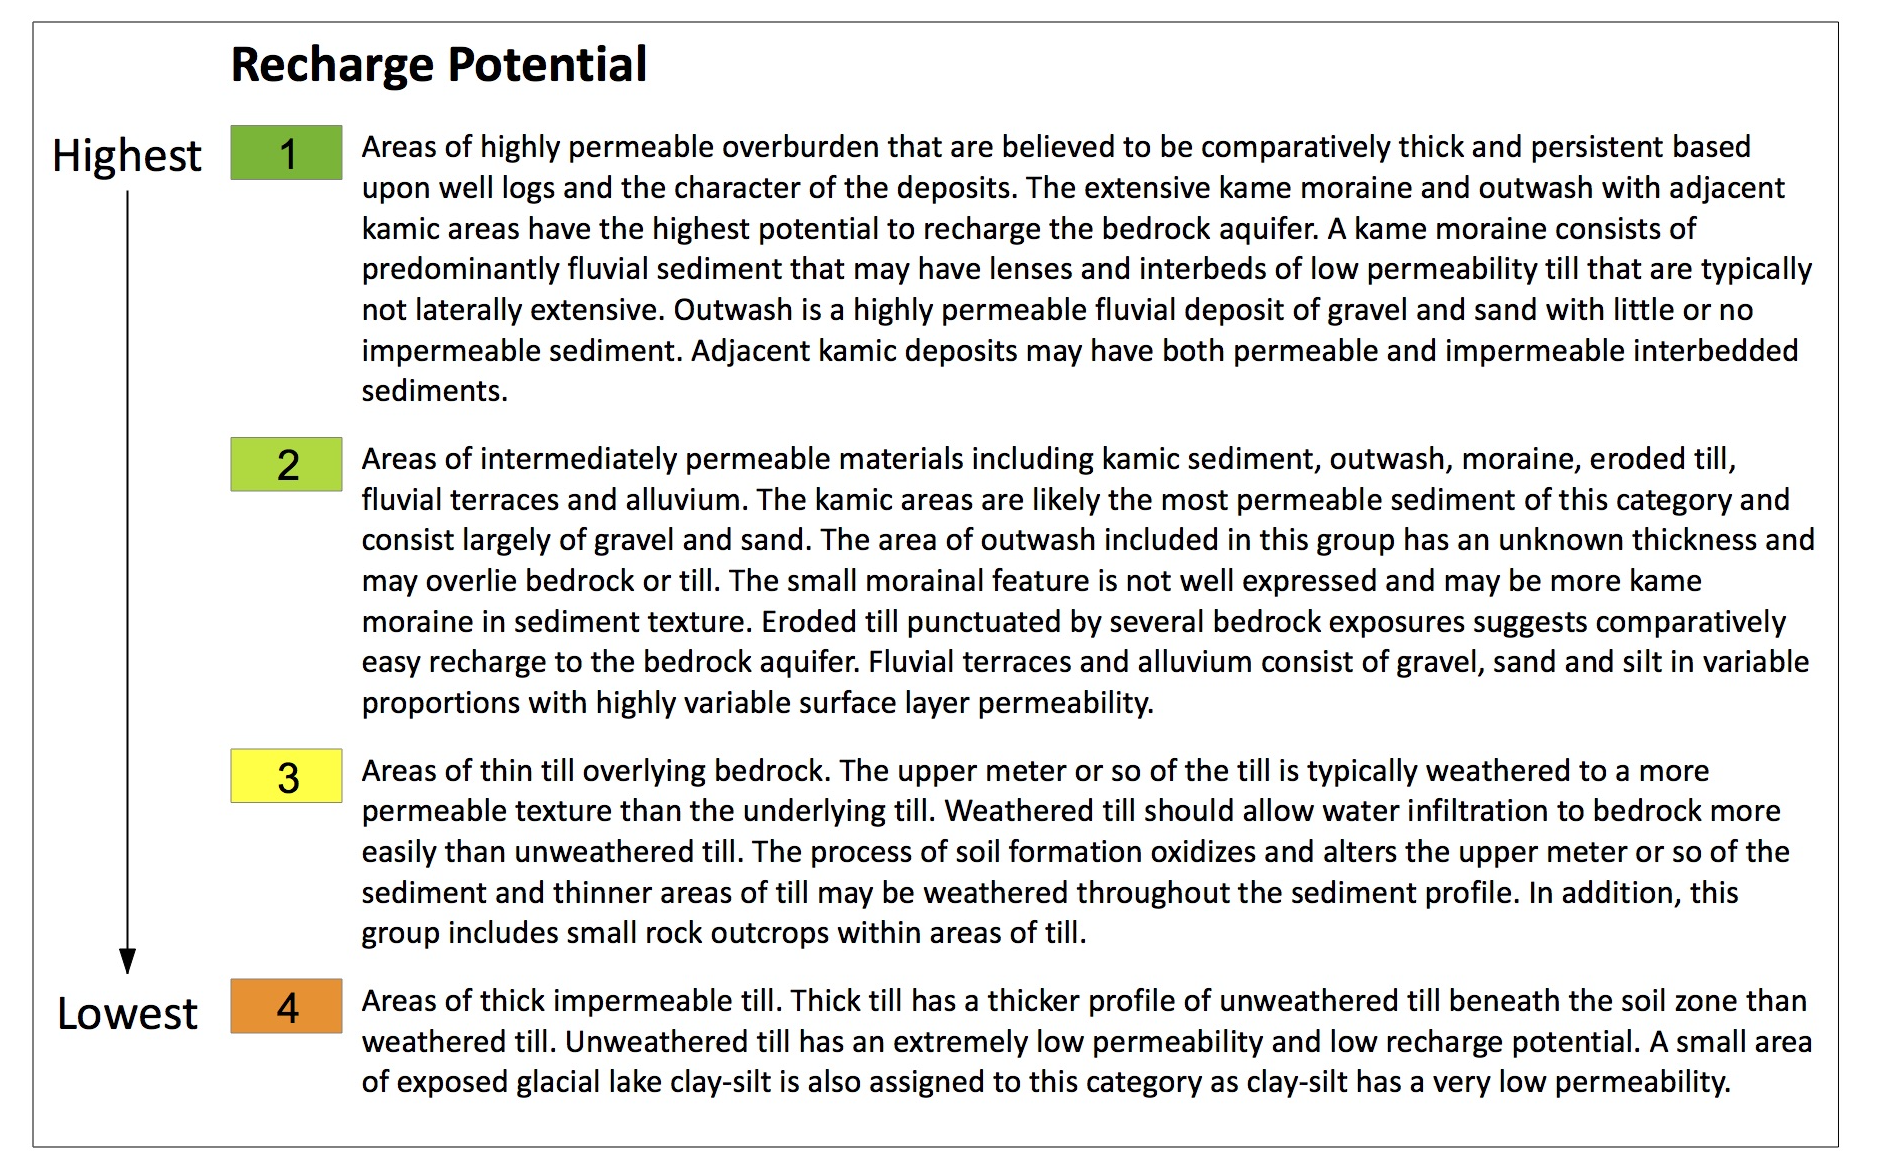 Recharge Potential
Highest
1
Areas of highly permeable overburden that are believed to be comparatively thick and persistent based
upon well logs and the character of the deposits. The extensive kame moraine and outwash with adjacent
kamic areas have the highest potential to recharge the bedrock aquifer. A kame moraine consists of
predominantly fluvial sediment that may have lenses and interbeds of low permeability till that are typically
not laterally extensive. Outwash is a highly permeable fluvial deposit of gravel and sand with little or no
impermeable sediment. Adjacent kamic deposits may have both permeable and impermeable interbedded
sediments.
2
Areas of intermediately permeable materials including kamic sediment, outwash, moraine, eroded till,
fluvial terraces and alluvium. The kamic areas are likely the most permeable sediment of this category and
consist largely of gravel and sand. The area of outwash included in this group has an unknown thickness and
may overlie bedrock or till. The small morainal feature is not well expressed and may be more kame
moraine in sediment texture. Eroded till punctuated by several bedrock exposures suggests comparatively
easy recharge to the bedrock aquifer. Fluvial terraces and alluvium consist of gravel, sand and silt in variable
proportions with highly variable surface layer permeability.
3
Areas of thin till overlying bedrock. The upper meter or so of the till is typically weathered to a more
permeable texture than the underlying till. Weathered till should allow water infiltration to bedrock more
easily than unweathered till. The process of soil formation oxidizes and alters the upper meter or so of the
sediment and thinner areas of till may be weathered throughout the sediment profile. In addition, this
group includes small rock outcrops within areas of till.
Lowest
4
Areas of thick impermeable till. Thick till has a thicker profile of unweathered till beneath the soil zone than
weathered till. Unweathered till has an extremely low permeability and low recharge potential. A small area
of exposed glacial lake clay-silt is also assigned to this category as clay-silt has a very low permeability.